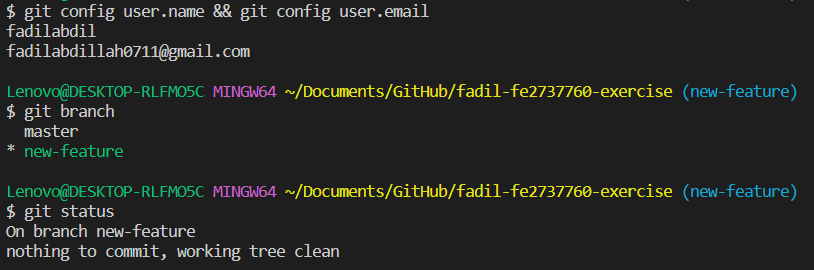 $ git config user.name && git config user.email
fadilabdil
fadilabdillah0711@gmail.com
Lenovo@DESKTOP-RLFMO5C MINGW64 ~/Documents/GitHub/fadil-fe2737760-exercise (new-feature)
$ git branch
  master
* new-feature
Lenovo@DESKTOP-RLFMO5C MINGW64 ~/Documents/GitHub/fadil-fe2737760-exercise (new-feature)
$ git status
On branch new-feature
nothing to commit, working tree clean